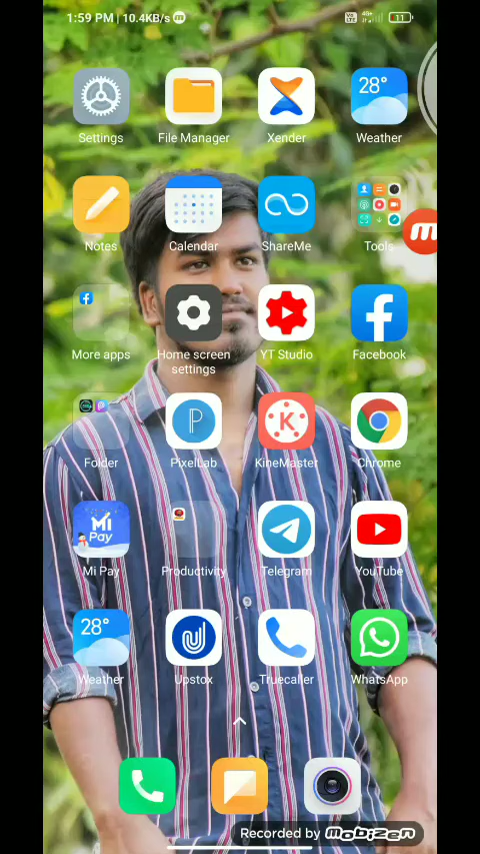 1:59 PM | 10.4KB/s
11
28°
Settings
File Manager
Xender
Weather
Notes
Calendar
ShareMe
Tools
More apps
Home screen
settings
YT Studio
Facebook
Folder
PixelLab
KineMaster
Chrome
Mi
Pay
Mi Pay
Productivity
Telegram
YouTube
28°
Weather
Upstox
Truecaller
WhatsApp
Recorded by mobizen